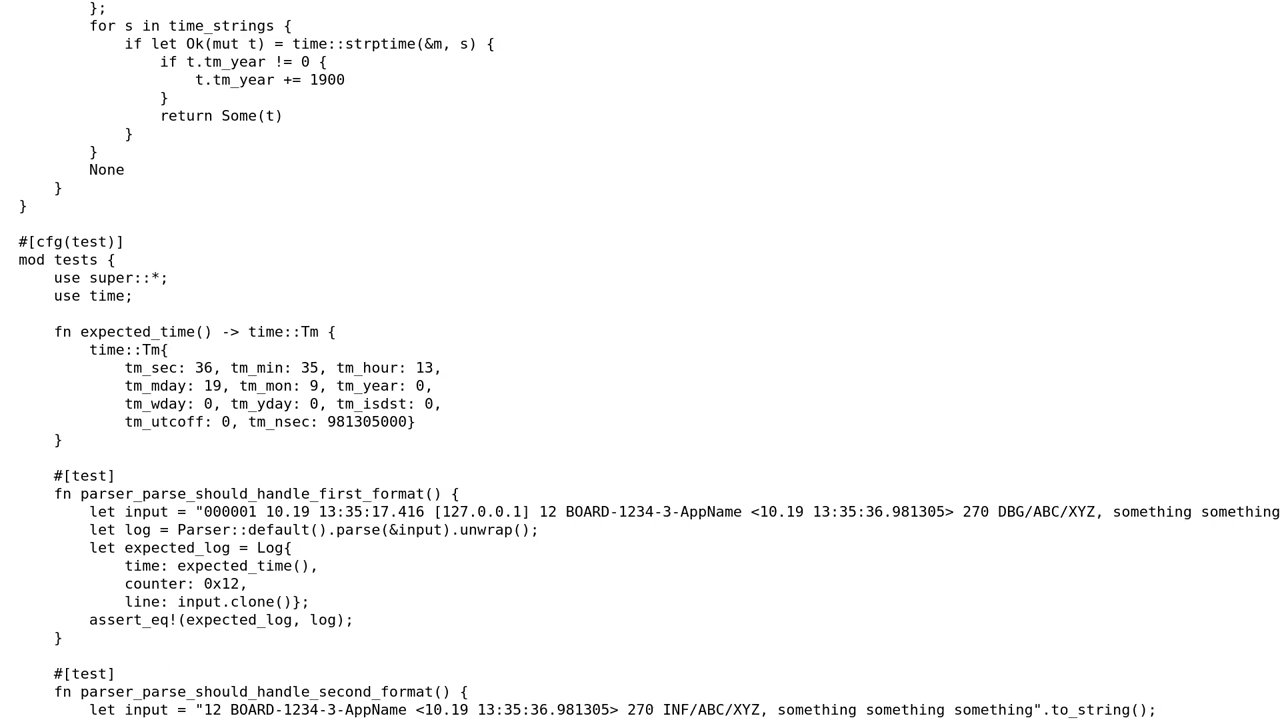 };
        for s in time_strings {
            if let Ok(mut t) = time::strptime(&m, s) {
                if t.tm_year != 0 {
                    t.tm_year += 1900
                }
                return Some(t)
            }
        }
        None
    }
}

#[cfg(test)]
mod tests {
    use super::*;
    use time;

    fn expected_time() -> time::Tm {
        time::Tm{
            tm_sec: 36, tm_min: 35, tm_hour: 13,
            tm_mday: 19, tm_mon: 9, tm_year: 0,
            tm_wday: 0, tm_yday: 0, tm_isdst: 0,
            tm_utcoff: 0, tm_nsec: 981305000}
    }

    #[test]
    fn parser_parse_should_handle_first_format() {
        let input = "000001 10.19 13:35:17.416 [127.0.0.1] 12 BOARD-1234-3-AppName <10.19 13:35:36.981305> 270 DBG/ABC/XYZ, something something
        let log = Parser::default().parse(&input).unwrap();
        let expected_log = Log{
            time: expected_time(),
            counter: 0x12,
            line: input.clone()};
        assert_eq!(expected_log, log);
    }

    #[test]
    fn parser_parse_should_handle_second_format() {
        let input = "12 BOARD-1234-3-AppName <10.19 13:35:36.981305> 270 INF/ABC/XYZ, something something something".to_string();